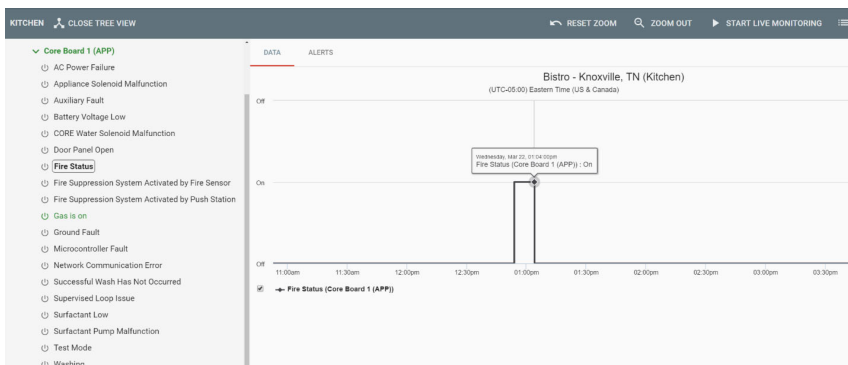 KITCHEN CLOSE TREE VIEW RESET ZOOM ZOOM OUT START LIVE MONITORING
Core Board 1 (APP)
AC Power Failure
Appliance Solenoid Malfunction
Auxiliary Fault
Battery Voltage Low
CORE Water Solenoid Malfunction
Door Panel Open
Fire Status
Fire Suppression System Activated by Fire Sensor
Fire Suppression System Activated by Push Station
Gas is on
Ground Fault
Microcontroller Fault
Network Communication Error
Successful Wash Has Not Occurred
Supervised Loop Issue
Surfactant Low
Surfactant Pump Malfunction
Test Mode
Washing
DATA ALERTS
Bistro - Knoxville, TN (Kitchen)
(UTC-05:00) Eastern Time (US & Canada)
Off
Wednesday, Mar 22, 01:04:00pm
Fire Status (Core Board 1 (APP)) : On
On
Off
11:00am 11:30am 12:00pm 12:30pm 01:00pm 01:30pm 02:00pm 02:30pm 03:00pm 03:30pm
Fire Status (Core Board 1 (APP))